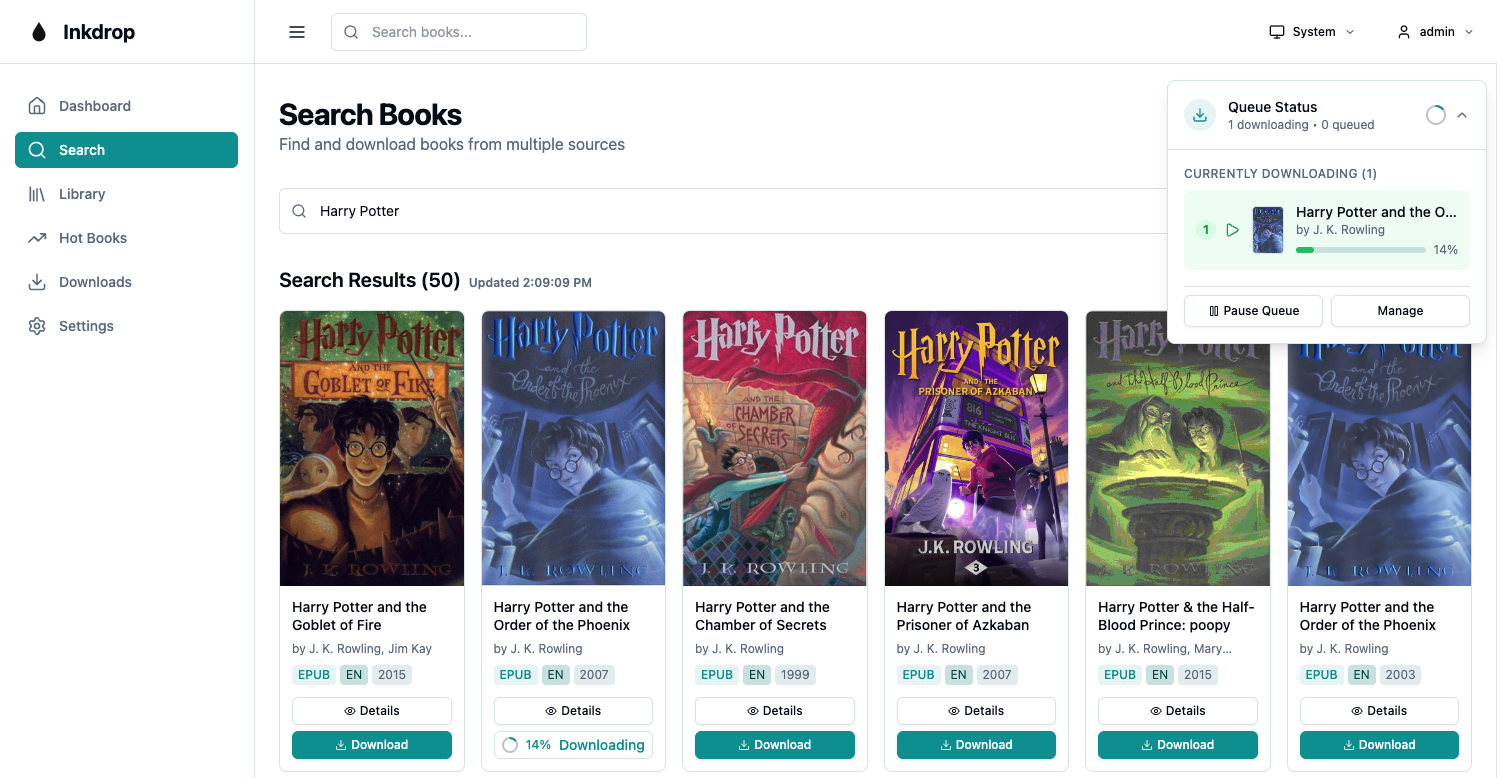 Inkdrop
Search books...
System
admin
Dashboard
Search
Library
Hot Books
Downloads
Settings
Search Books
Find and download books from multiple sources
Harry Potter
Queue Status
1 downloading • 0 queued
CURRENTLY DOWNLOADING (1)
1
Harry Potter and the O...
by J. K. Rowling
14%
Pause Queue
Manage
Search Results (50) Updated 2:09:09 PM
Harry Potter
AND THE
GOBLET OF FIRE
J. K. ROWLING
Harry Potter and the
Goblet of Fire
by J. K. Rowling, Jim Kay
EPUB EN 2015
Details
Download
Harry Potter
and the
Order of the Phoenix
J. K. ROWLING
Harry Potter and the
Order of the Phoenix
by J. K. Rowling
EPUB EN 2007
Details
14% Downloading
Harry Potter
AND THE
CHAMBER
OF SECRETS
J. K. ROWLING
Harry Potter and the
Chamber of Secrets
by J. K. Rowling
EPUB EN 1999
Details
Download
Harry Potter
AND THE
PRISONER OF AZKABAN
THE KNIGHT BUS
J.K. ROWLING
3
Harry Potter and the
Prisoner of Azkaban
by J. K. Rowling
EPUB EN 2007
Details
Download
Harry Potter
and the Half-Blood Prince
J. K. ROWLING
Harry Potter & the Half-
Blood Prince: poopy
by J. K. Rowling, Mary...
EPUB EN 2015
Details
Download
Harry Potter
and the
Order of the Phoenix
J. K. ROWLING
Harry Potter and the
Order of the Phoenix
by J. K. Rowling
EPUB EN 2003
Details
Download